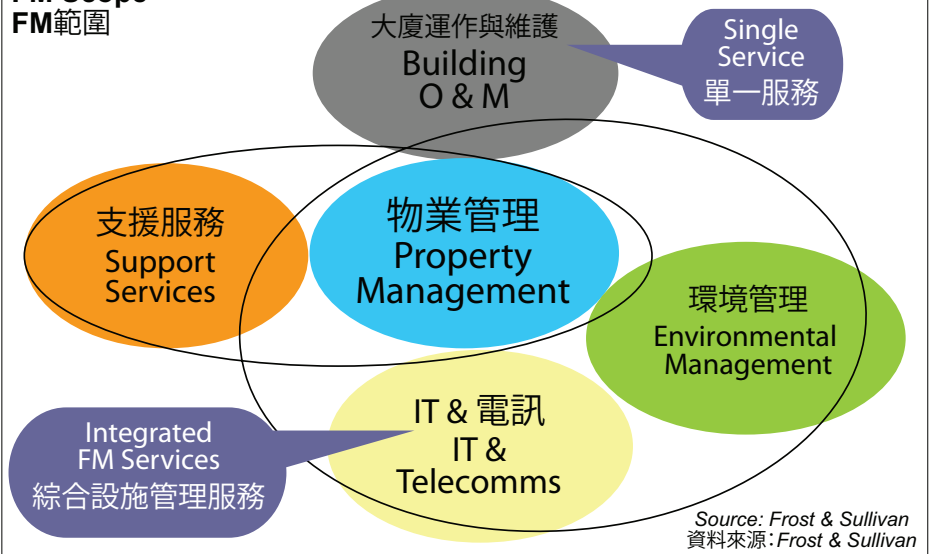 FM Scope
FM範圍
大廈運作與維護
Building
O & M
Single
Service
單一服務
支援服務
Support
Services
物業管理
Property
Management
環境管理
Environmental
Management
IT & 電訊
IT &
Telecomms
Integrated
FM Services
綜合設施管理服務
Source: Frost & Sullivan
資料來源：Frost & Sullivan